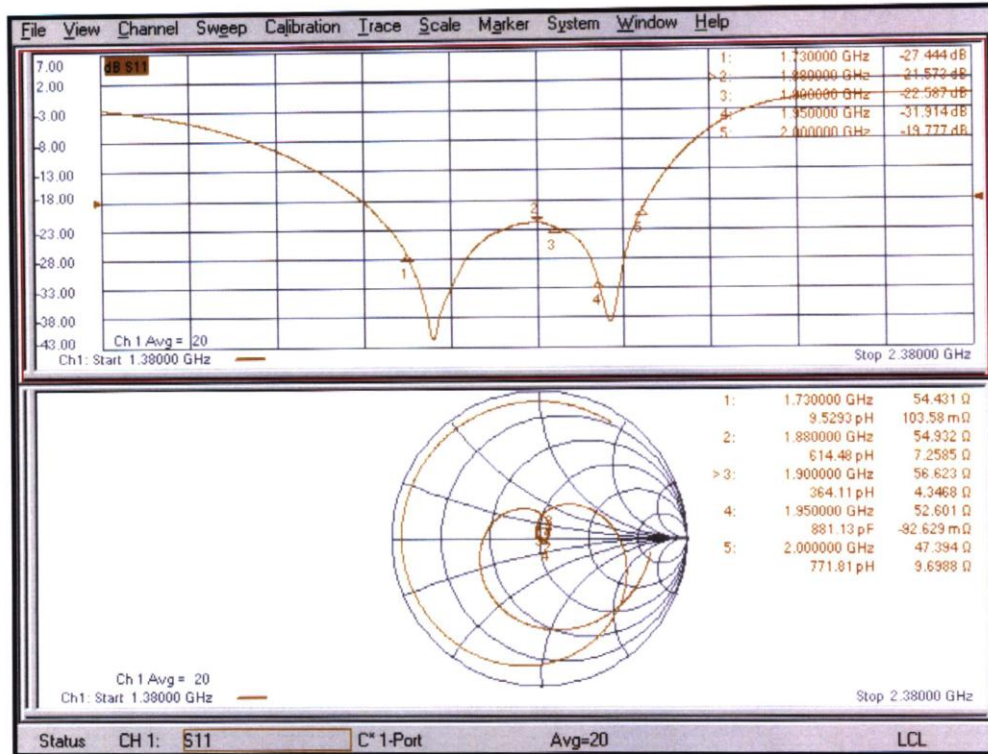 File View Channel Sweep Calibration Trace Scale Marker System Window Help
7.00
2.00
-3.00
-13.00
-18.00
-23.00
-28.00
-33.00
-38.00
-43.00
dB S11
1: 1.730000 GHz -27.444 dB
>2: 1.880000 GHz -21.573 dB
3: 1.900000 GHz -22.587 dB
4: 1.950000 GHz -31.914 dB
5: 2.000000 GHz -19.777 dB
1
2
3
4
5
Ch 1 Avg = 20
Ch1: Start 1.38000 GHz
Stop 2.38000 GHz
1: 1.730000 GHz 54.431 Ω
9.5293 pH 103.58 mΩ
2: 1.880000 GHz 54.932 Ω
614.48 pH 7.2585 Ω
>3: 1.900000 GHz 56.623 Ω
364.11 pH 4.3468 Ω
4: 1.950000 GHz 52.601 Ω
881.13 pF -92.629 mΩ
5: 2.000000 GHz 47.394 Ω
771.81 pH 9.6988 Ω
4
Ch 1 Avg = 20
Ch1: Start 1.38000 GHz
Stop 2.38000 GHz
Status CH 1: S11 C* 1-Port Avg=20 LCL